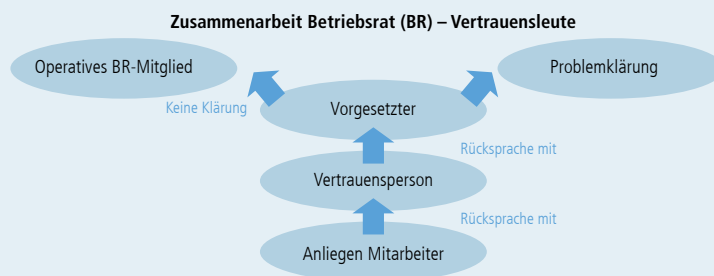 Zusammenarbeit Betriebsrat (BR) – Vertrauensleute
Operatives BR-Mitglied
Problemklärung
Keine Klärung
Vorgesetzter
Rücksprache mit
Vertrauensperson
Rücksprache mit
Anliegen Mitarbeiter